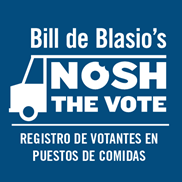 Bill de Blasio's
NOSH
THE VOTE
REGISTRO DE VOTANTES EN
PUESTOS DE COMIDAS